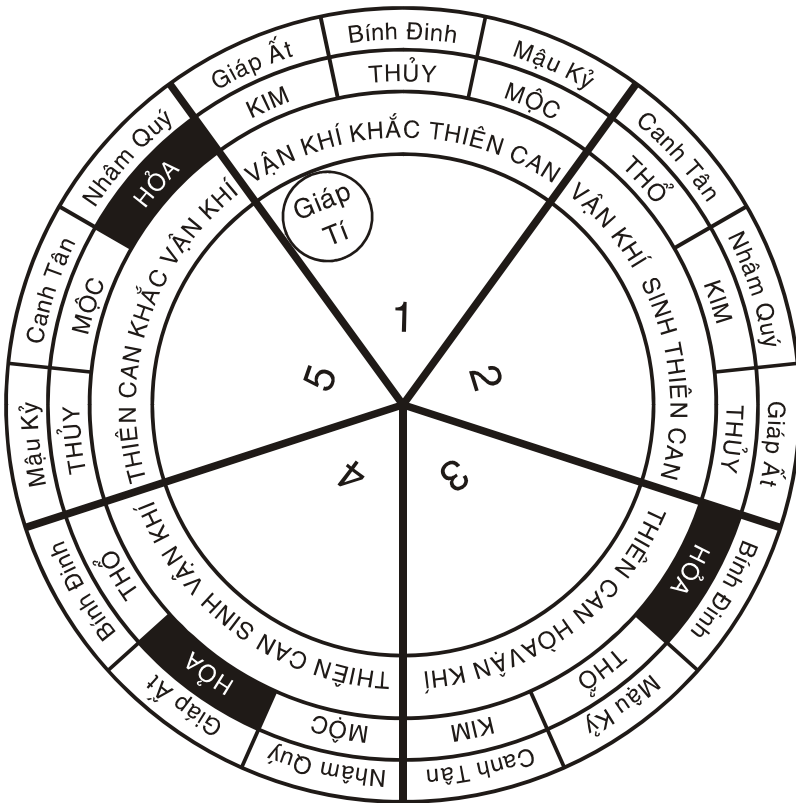 Giáp Ất
Bính Đinh
Mậu Kỷ
KIM
THỦY
MỘC
VẬN KHÍ KHẮC THIÊN CAN
Giáp
Tí
1
Canh Tân
Nhâm Quý
Giáp Ất
THỔ
KIM
THỦY
VẬN KHÍ SINH THIÊN CAN
2
Bính Đinh
Mậu Kỷ
Canh Tân
HỎA
THỔ
KIM
THIÊN CAN HÒAVẬN KHÍ
3
Nhâm Quý
Giáp Ất
Bính Đinh
MỘC
HỎA
THỔ
THIÊN CAN SINH VẬN KHÍ
4
Mậu Kỷ
Canh Tân
Nhâm Quý
THỦY
MỘC
HỎA
THIÊN CAN KHẮC VẬN KHÍ
5